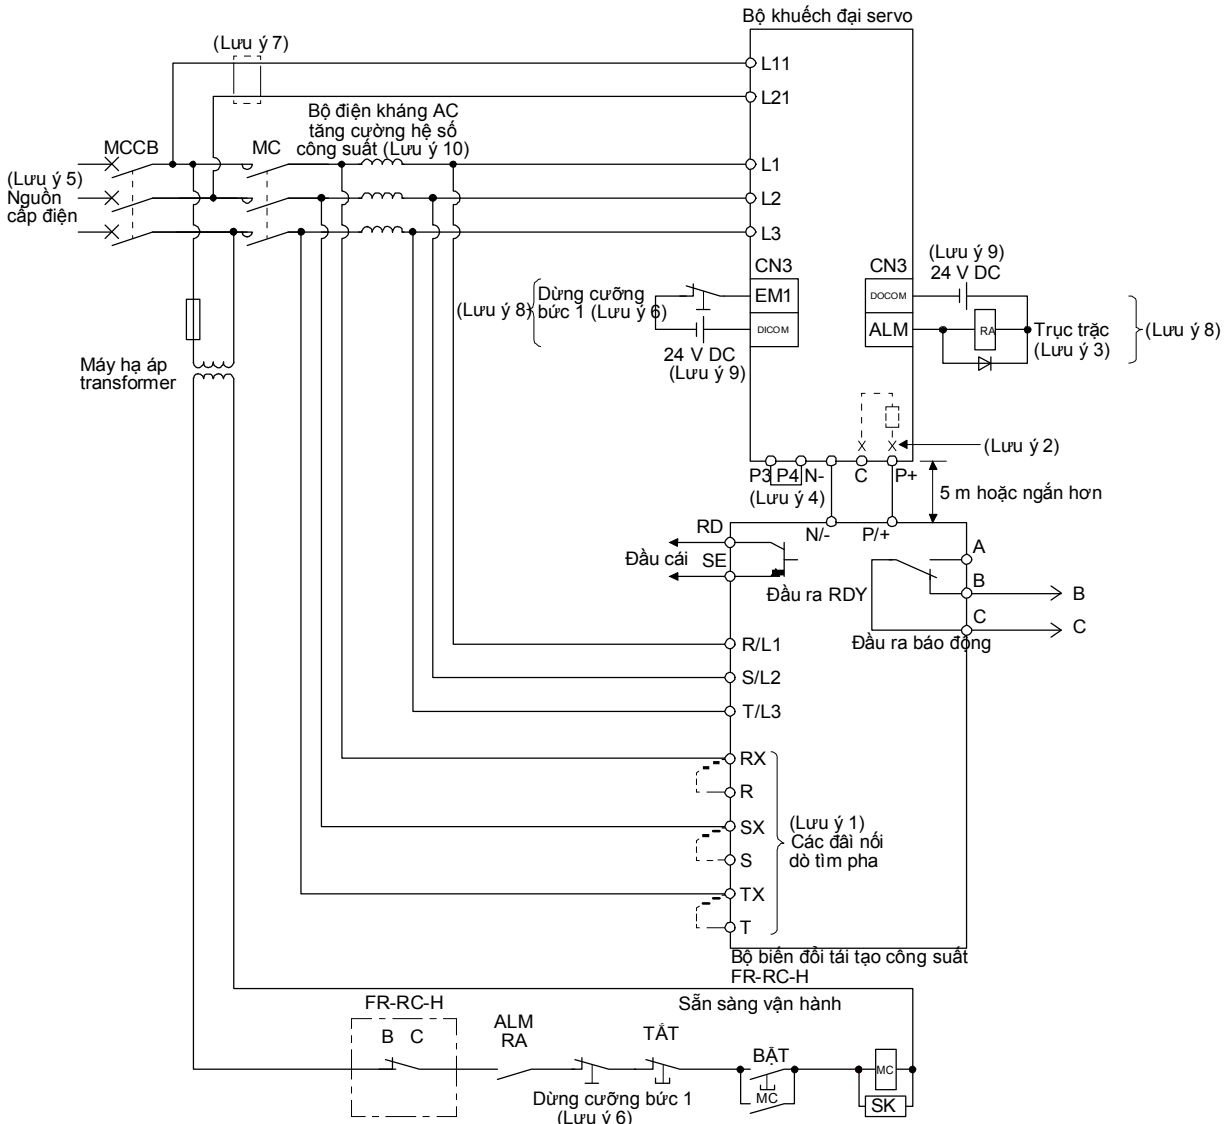 Bộ khuếch đại servo
(Lưu ý 7)
L11
L21
Bộ điện kháng AC
tăng cường hệ số
công suất (Lưu ý 10)
MCCB
MC
L1
(Lưu ý 5)
Nguồn
cấp điện
L2
L3
CN3
CN3
(Lưu ý 9)
24 V DC
(Lưu ý 8)
Dừng cưỡng
bức 1 (Lưu ý 6)
EM1
DICOM
DOCOM
ALM
RA
Trục trặc
(Lưu ý 3)
(Lưu ý 8)
24 V DC
(Lưu ý 9)
Máy hạ áp
transformer
(Lưu ý 2)
P3
P4
N-
C
P+
(Lưu ý 4)
5 m hoặc ngắn hơn
RD
N/-
P/+
A
Đầu cái
SE
B
B
Đầu ra RDY
C
C
Đầu ra báo động
R/L1
S/L2
T/L3
RX
R
SX
(Lưu ý 1)
Các đâì nối
dò tìm pha
S
TX
T
Bộ biến đổi tái tạo công suất
FR-RC-H
FR-RC-H
Sẵn sàng vận hành
B
C
ALM
RA
TẮT
BẬT
MC
MC
SK
Dừng cưỡng bức 1
(Lưu ý 6)